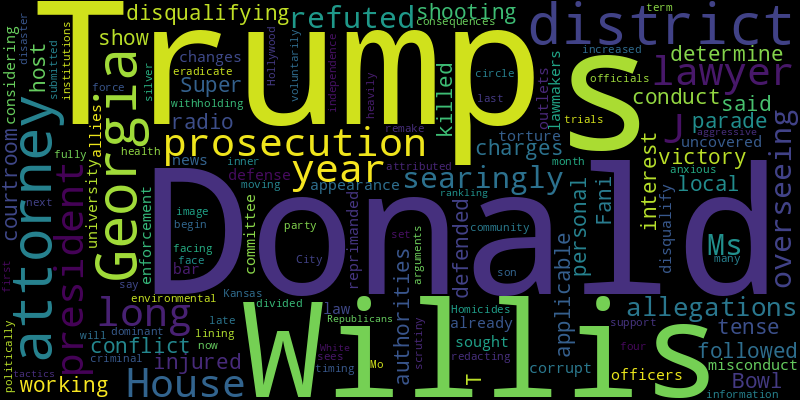 Trump
s
Donald
Willis
disqualifying
refuted
shooting
consequences
term
district
considering
disaster
submitted
institutions
show
host
changes
eradicate
silver
Super
withholding
Hollywood
voluntarily
independence
heavily
remake
circle
last
killed
outlets
lawmakers
increased
officials
trials
determine
lawyer
conduct
said
J
parade
aggressive
uncovered
victory
anxious
overseeing
courtroom
attorney
force
allies
Georgia
radio
prosecution
charges
torture
interest
local
fully
health
news
inner
defense
year
attributed
moving
appearance
searingly
month
rankling
personal
Fani
disqualify
university
president
next
enforcement
image
begin
committee
party
reprimanded
set
arguments
defended
community
son
applicable
Ms
many
facing
face
bar
City
say
first
environmental
Kansas
divided
law
authorities
Homicides
already
allegations
support
tense
long
late
lining
now
Republicans
will
dominant
conflict
criminal
White
sees
timing
scrutiny
sought
redacting
four
followed
misconduct
politically
tactics
working
injured
House
Mo
T
corrupt
officers
Bowl
information